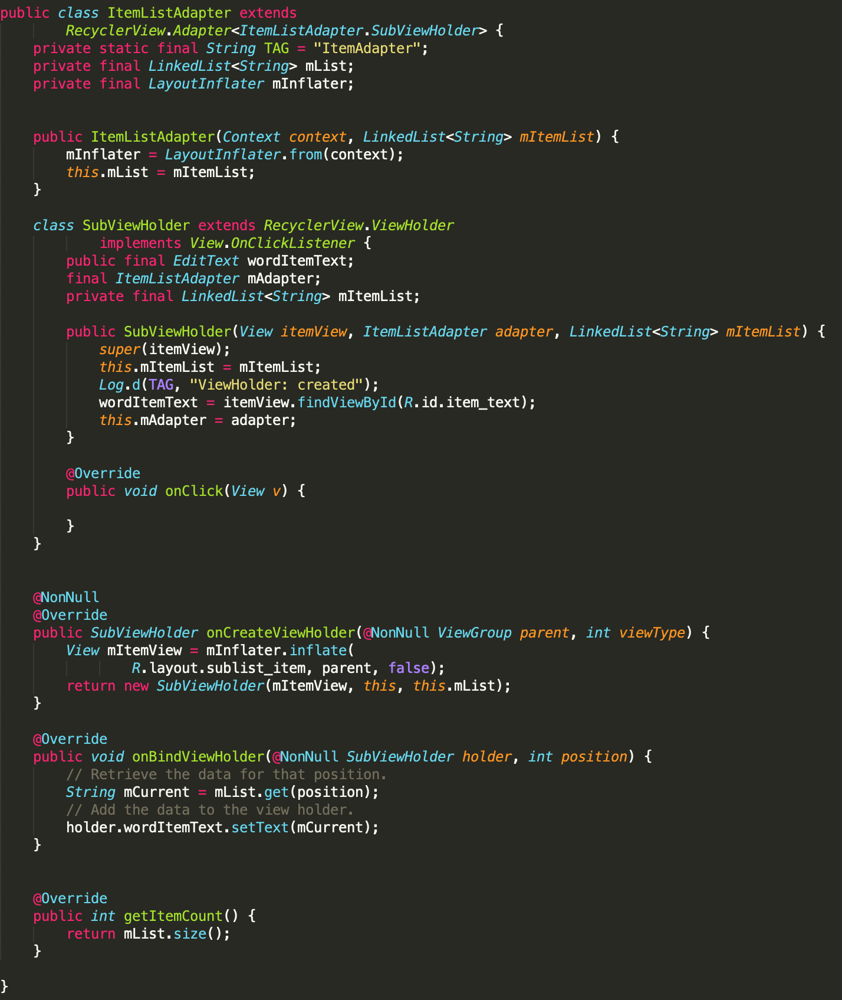 public class ItemListAdapter extends
        RecyclerView.Adapter<ItemListAdapter.SubViewHolder> {
    private static final String TAG = "ItemAdapter";
    private final LinkedList<String> mList;
    private final LayoutInflater mInflater;


    public ItemListAdapter(Context context, LinkedList<String> mItemList) {
        mInflater = LayoutInflater.from(context);
        this.mList = mItemList;
    }

    class SubViewHolder extends RecyclerView.ViewHolder
            implements View.OnClickListener {
        public final EditText wordItemText;
        final ItemListAdapter mAdapter;
        private final LinkedList<String> mItemList;

        public SubViewHolder(View itemView, ItemListAdapter adapter, LinkedList<String> mItemList) {
            super(itemView);
            this.mItemList = mItemList;
            Log.d(TAG, "ViewHolder: created");
            wordItemText = itemView.findViewById(R.id.item_text);
            this.mAdapter = adapter;
        }

        @Override
        public void onClick(View v) {

        }
    }


    @NonNull
    @Override
    public SubViewHolder onCreateViewHolder(@NonNull ViewGroup parent, int viewType) {
        View mItemView = mInflater.inflate(
                R.layout.sublist_item, parent, false);
        return new SubViewHolder(mItemView, this, this.mList);
    }

    @Override
    public void onBindViewHolder(@NonNull SubViewHolder holder, int position) {
        // Retrieve the data for that position.
        String mCurrent = mList.get(position);
        // Add the data to the view holder.
        holder.wordItemText.setText(mCurrent);
    }


    @Override
    public int getItemCount() {
        return mList.size();
    }

}